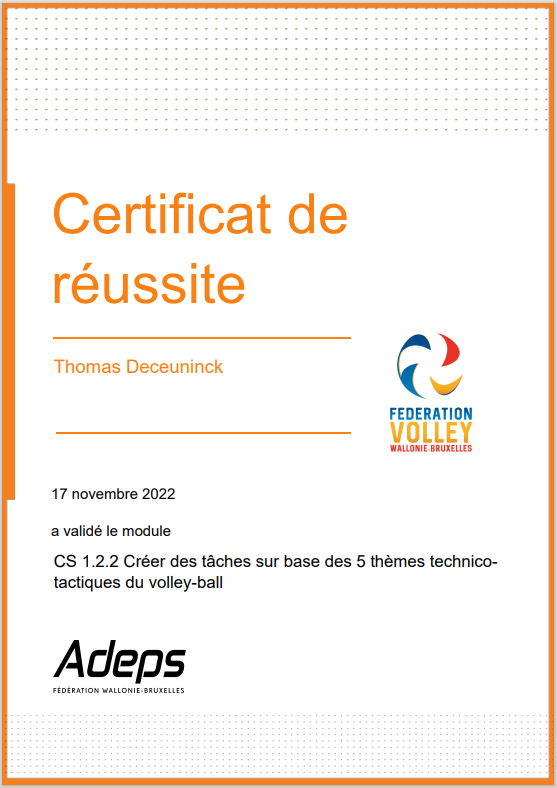 Certificat de
réussite
Thomas Deceuninck
FEDERATION
VOLLEY
WALLONIE-BRUXELLES
17 novembre 2022
a validé le module
CS 1.2.2 Créer des tâches sur base des 5 thèmes technico-
tactiques du volley-ball
Adeps
FÉDÉRATION WALLONIE-BRUXELLES